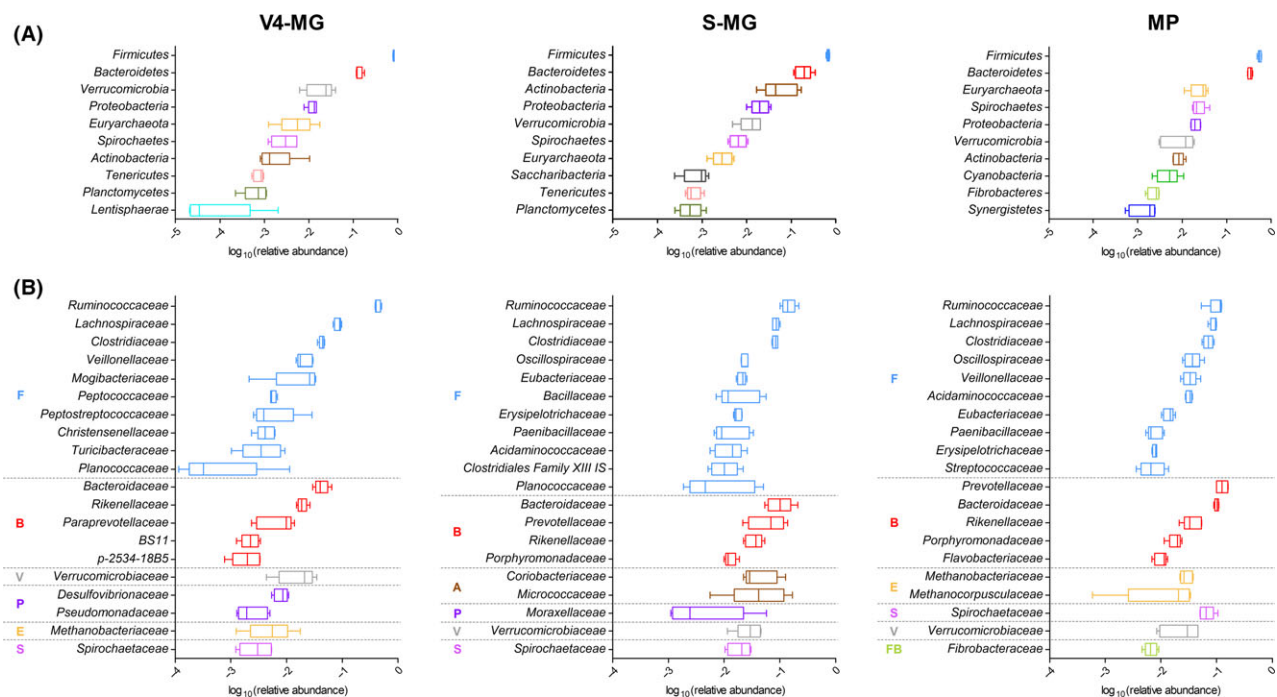 V4-MG
S-MG
MP
(A)
Firmicutes
Bacteroidetes
Verrucomicrobia
Proteobacteria
Euryarchaeota
Spirochaetes
Actinobacteria
Tenericutes
Planctomycetes
Lentisphaerae
-5
-4
-3
-2
-1
0
log10(relative abundance)
Firmicutes
Bacteroidetes
Actinobacteria
Proteobacteria
Verrucomicrobia
Spirochaetes
Euryarchaeota
Saccharibacteria
Tenericutes
Planctomycetes
-5
-4
-3
-2
-1
0
log10(relative abundance)
Firmicutes
Bacteroidetes
Euryarchaeota
Spirochaetes
Proteobacteria
Verrucomicrobia
Actinobacteria
Cyanobacteria
Fibrobacteres
Synergistetes
-5
-4
-3
-2
-1
0
log10(relative abundance)
(B)
Ruminococcaceae
Lachnospiraceae
Clostridiaceae
Veillonellaceae
Mogibacteriaceae
F
Peptococcaceae
Peptostreptococcaceae
Christensenellaceae
Turicibacteraceae
Planococcaceae
Bacteroidaceae
Rikenellaceae
B
Paraprevotellaceae
BS11
p-2534-18B5
V
Verrucomicrobiaceae
P
Desulfovibrionaceae
Pseudomonadaceae
E
Methanobacteriaceae
S
Spirochaetaceae
-4
-3
-2
-1
0
log10(relative abundance)
Ruminococcaceae
Lachnospiraceae
Clostridiaceae
Oscillospiraceae
Eubacteriaceae
F
Bacillaceae
Erysipelotrichaceae
Paenibacillaceae
Acidaminococcaceae
Clostridiales Family XIII IS
Planococcaceae
Bacteroidaceae
B
Prevotellaceae
Rikenellaceae
Porphyromonadaceae
A
Coriobacteriaceae
Micrococcaceae
P
Moraxellaceae
V
Verrucomicrobiaceae
S
Spirochaetaceae
-4
-3
-2
-1
0
log10(relative abundance)
Ruminococcaceae
Lachnospiraceae
Clostridiaceae
Oscillospiraceae
F
Veillonellaceae
Acidaminococcaceae
Eubacteriaceae
Paenibacillaceae
Erysipelotrichaceae
Streptococcaceae
Prevotellaceae
Bacteroidaceae
B
Rikenellaceae
Porphyromonadaceae
Flavobacteriaceae
E
Methanobacteriaceae
Methanocorpusculaceae
S
Spirochaetaceae
V
Verrucomicrobiaceae
FB
Fibrobacteraceae
-4
-3
-2
-1
0
log10(relative abundance)